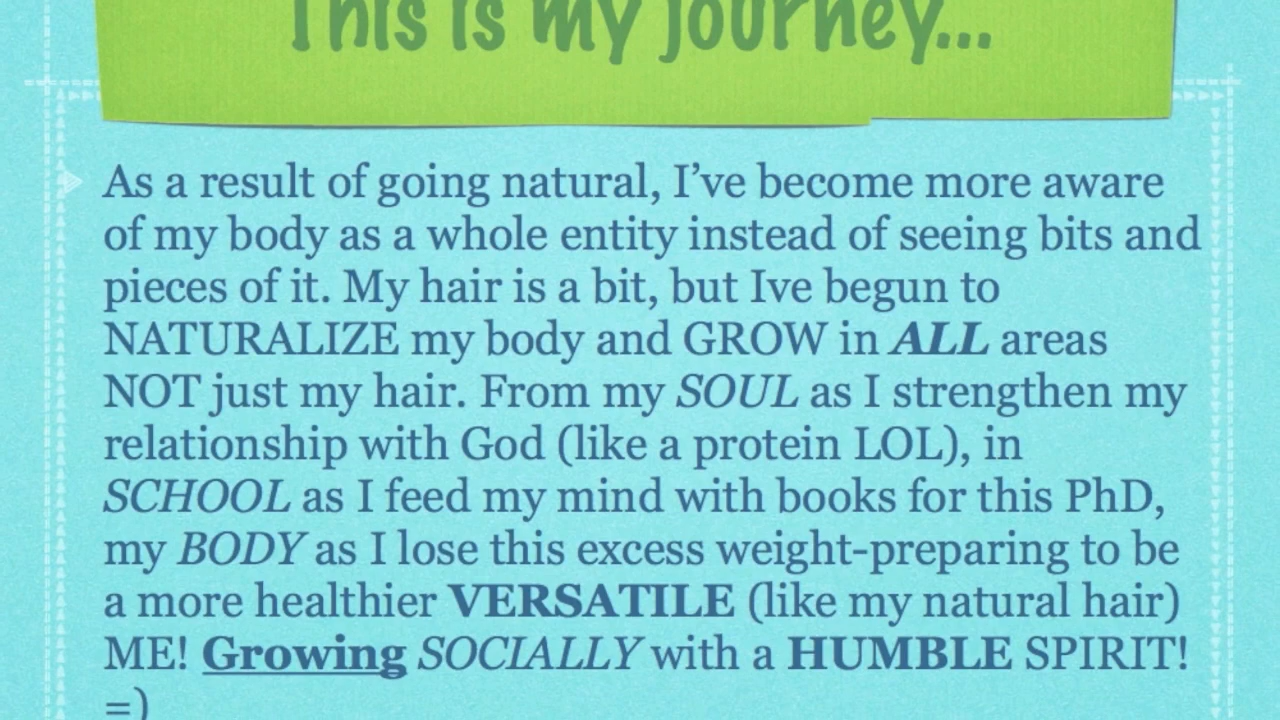 This is my journey...
As a result of going natural, I’ve become more aware
of my body as a whole entity instead of seeing bits and
pieces of it. My hair is a bit, but Ive begun to
NATURALIZE my body and GROW in ALL areas
NOT just my hair. From my SOUL as I strengthen my
relationship with God (like a protein LOL), in
SCHOOL as I feed my mind with books for this PhD,
my BODY as I lose this excess weight-preparing to be
a more healthier VERSATILE (like my natural hair)
ME! Growing SOCIALLY with a HUMBLE SPIRIT!
=)